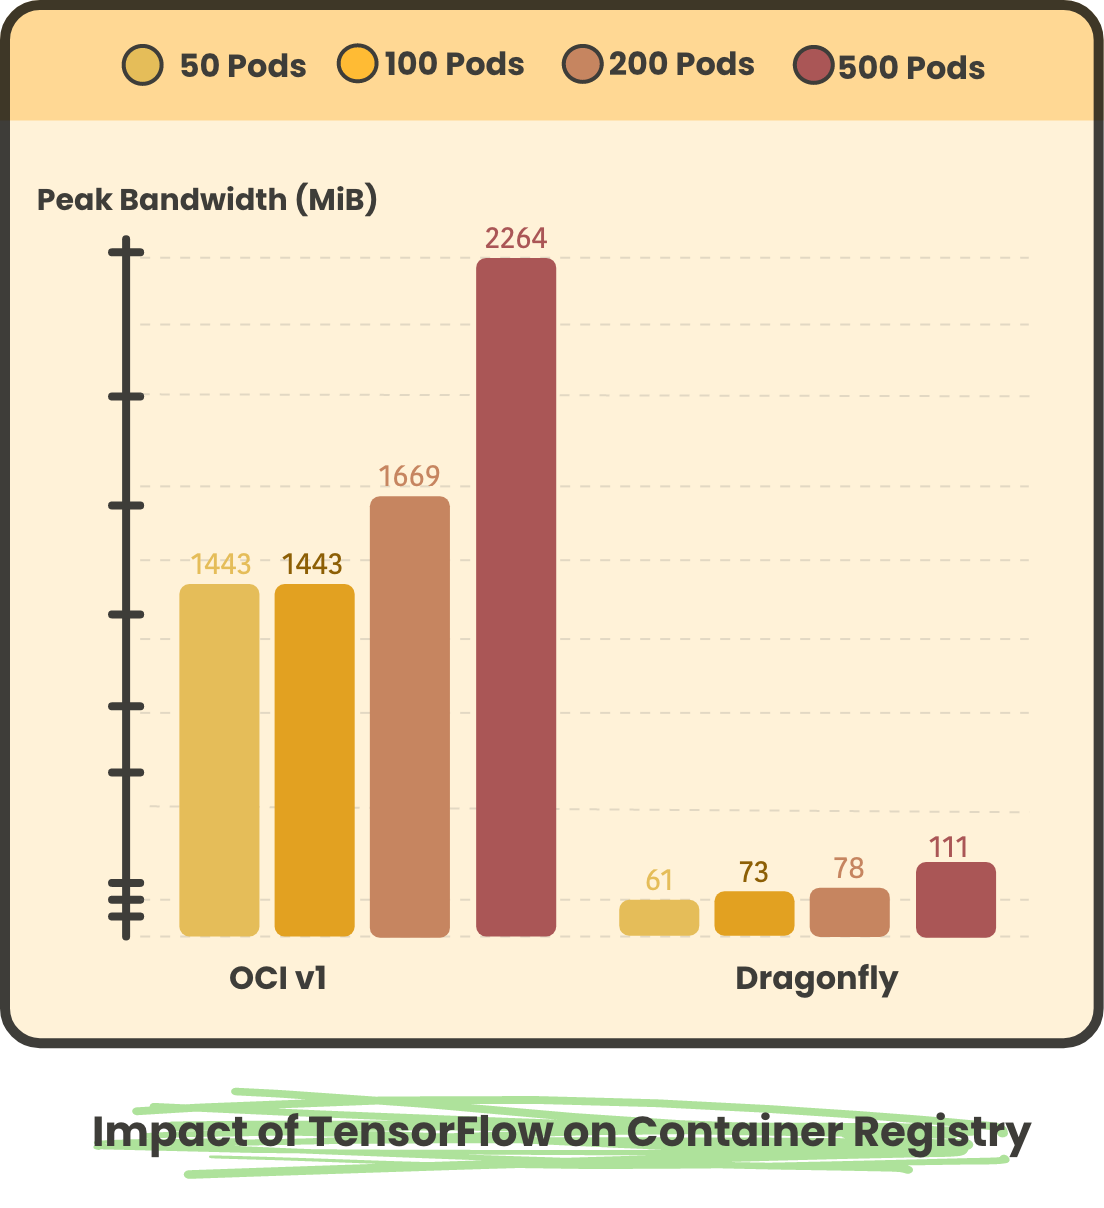 50 Pods 100 Pods 200 Pods 500 Pods
Peak Bandwidth (MiB)
2264
1669
1443 1443
111
61 73 78
OCI v1 Dragonfly
Impact of TensorFlow on Container Registry